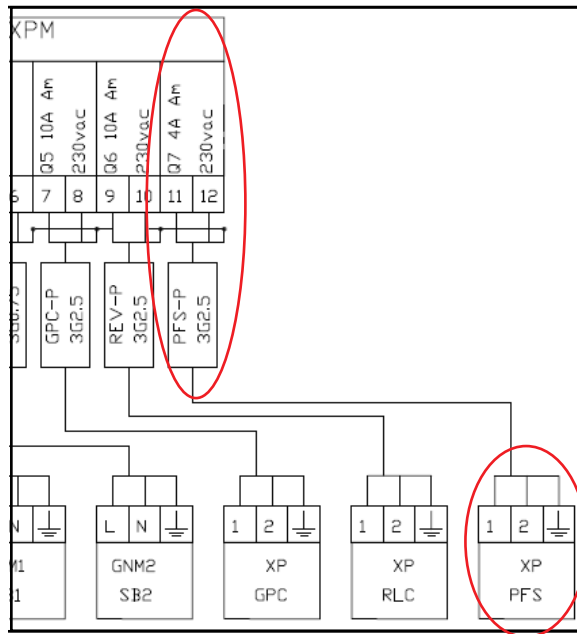 XPM
Q5 10A Am
230vac
Q6 10A Am
230vac
Q7 4A Am
230vac
6 7 8 9 10 11 12
GPC-P
3G2.5
REV-P
3G2.5
PFS-P
3G2.5
N
L N
1 2
1 2
1 2
GNM2
SB2
XP
GPC
XP
RLC
XP
PFS